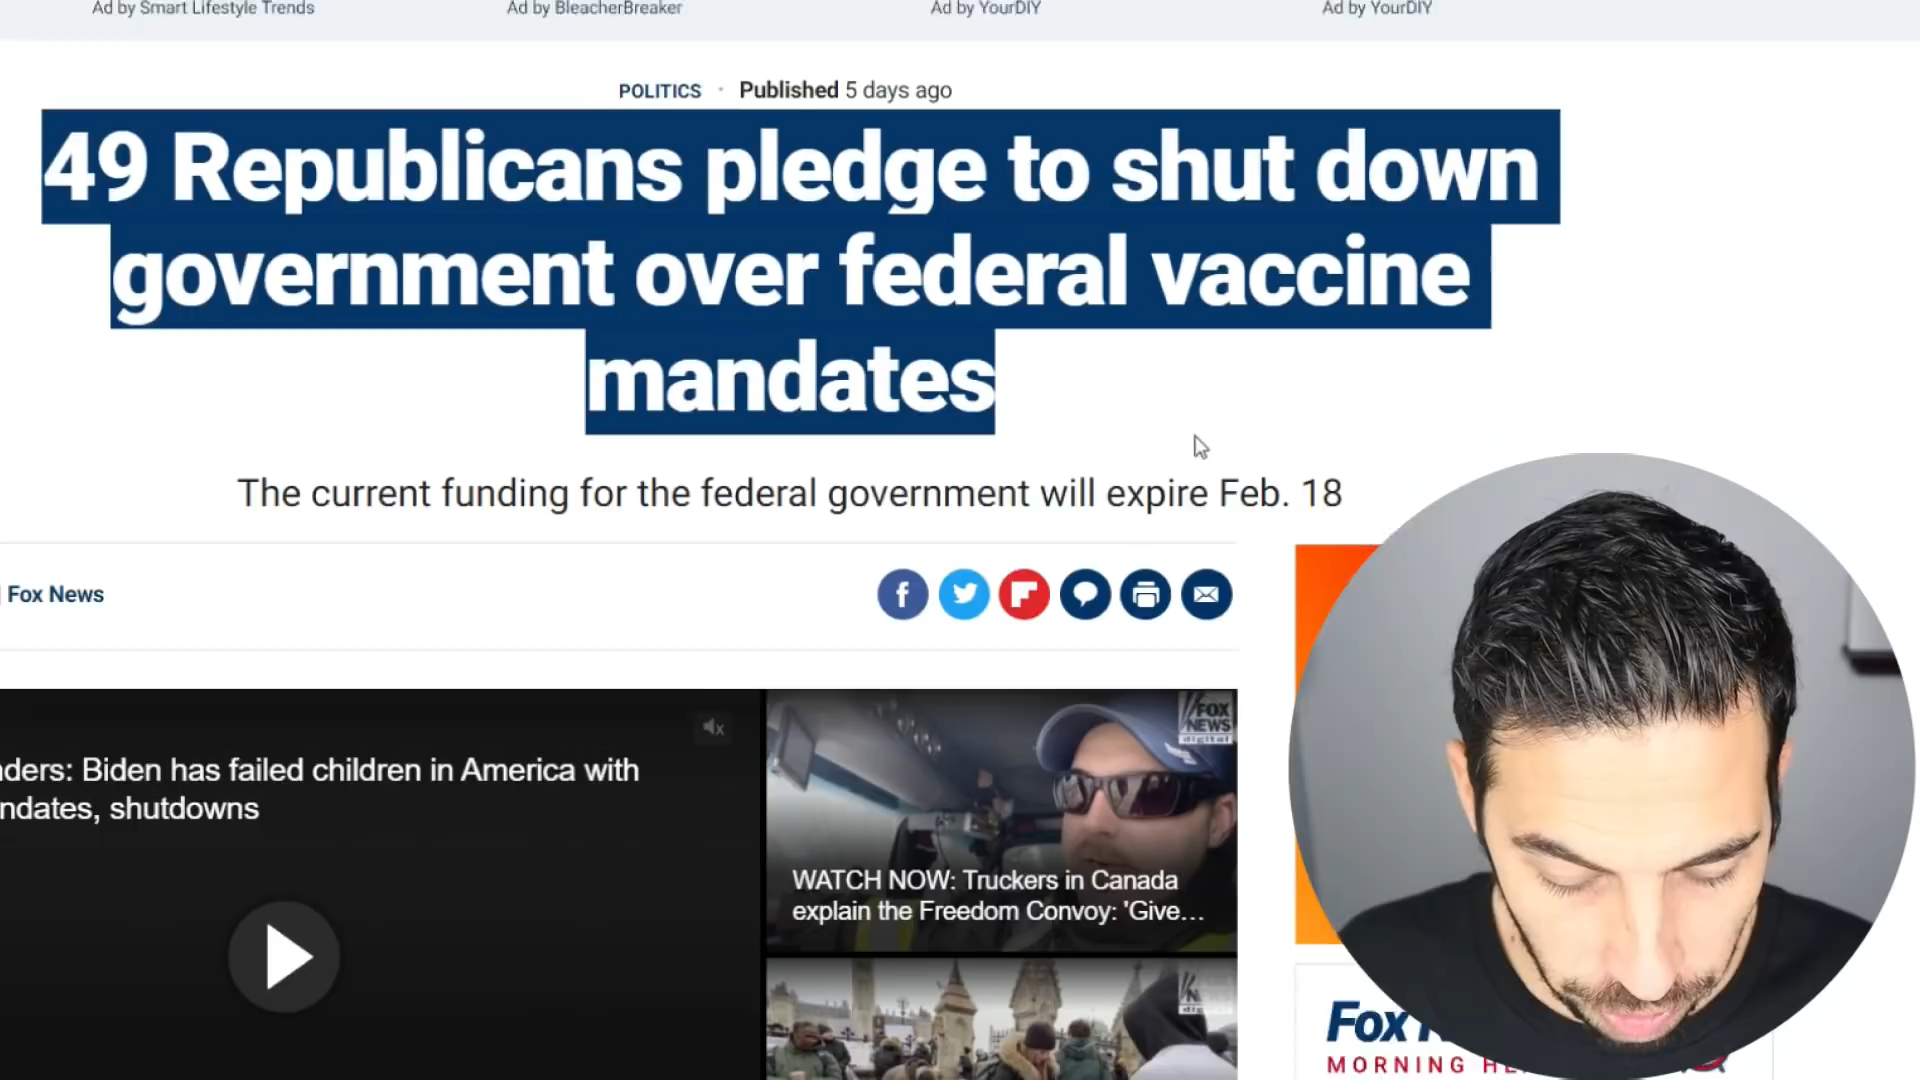 Ad by Smart Lifestyle Trends
Ad by BleacherBreaker
Ad by YourDIY
Ad by YourDIY
POLITICS · Published 5 days ago
49 Republicans pledge to shut down
government over federal vaccine
mandates
The current funding for the federal government will expire Feb. 18
Fox News
nders: Biden has failed children in America with
ndates, shutdowns
FOX
NEWS
digital
WATCH NOW: Truckers in Canada
explain the Freedom Convoy: 'Give...
digital
Fox N
MORNING HE